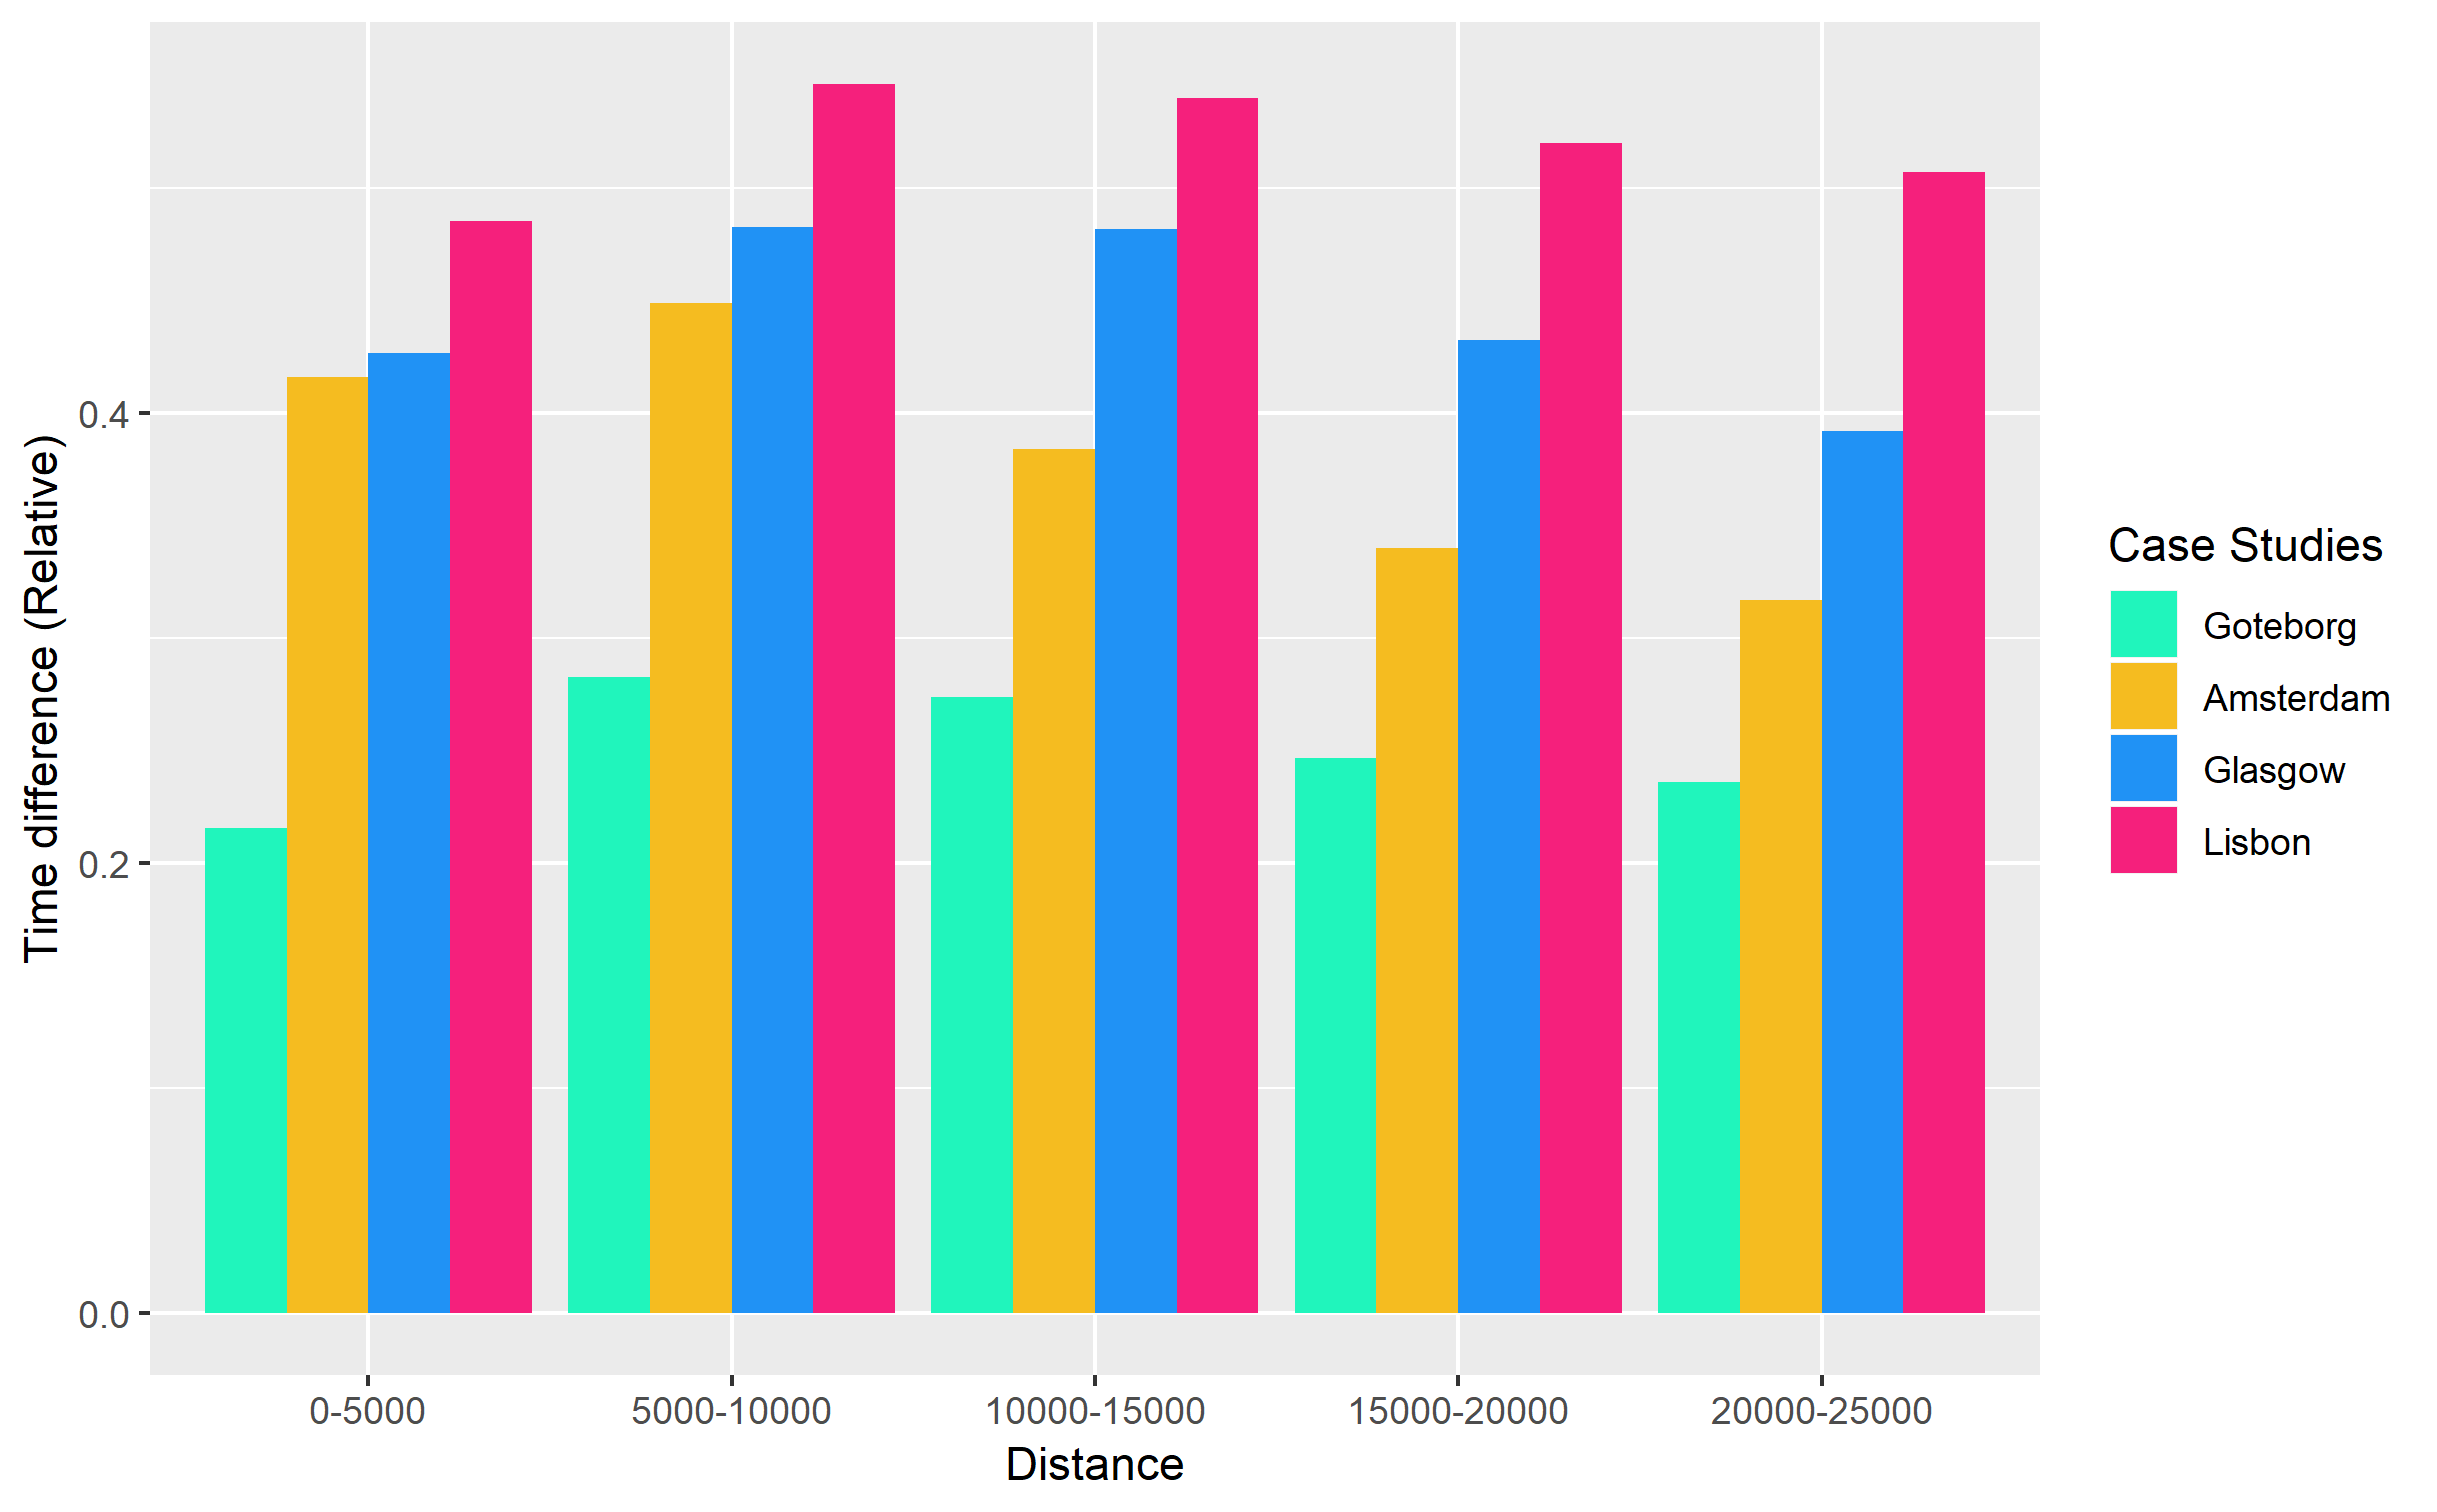 Time difference (Relative)
0.4
0.2
0.0
0-5000
5000-10000
10000-15000
15000-20000
20000-25000
Distance
Case Studies
Goteborg
Amsterdam
Glasgow
Lisbon